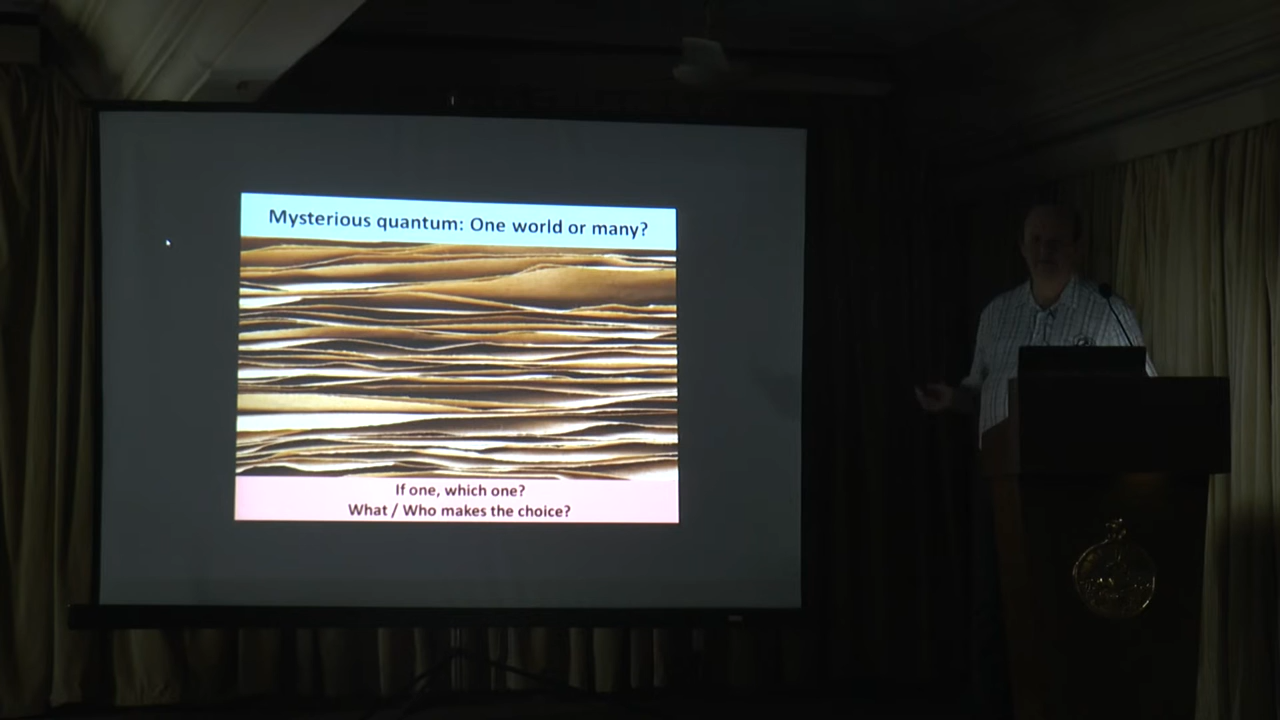 Mysterious quantum: One world or many?
If one, which one?
What / Who makes the choice?